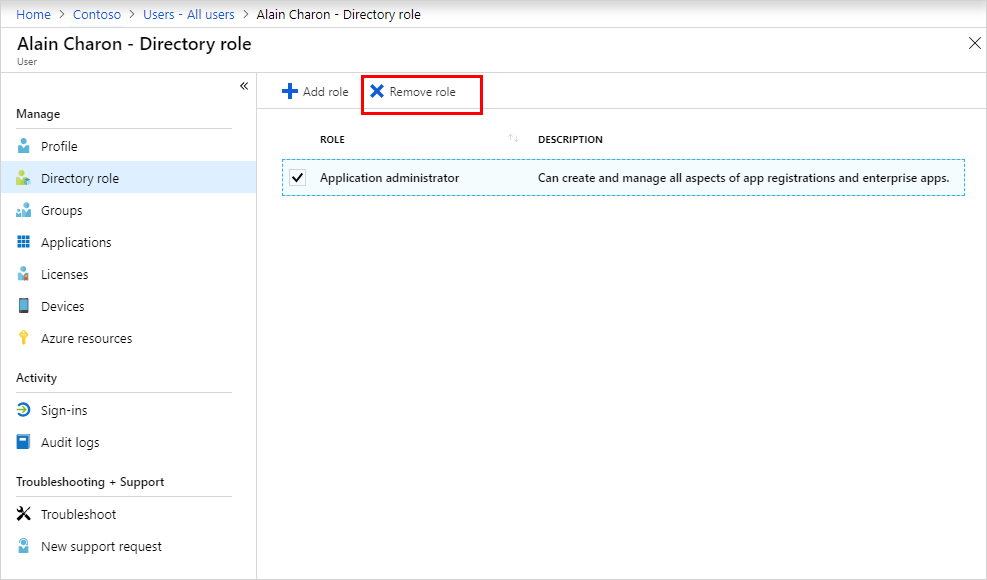 Home > Contoso > Users - All users > Alain Charon - Directory role
Alain Charon - Directory role
User
Manage
Profile
Directory role
Groups
Applications
Licenses
Devices
Azure resources
Activity
Sign-ins
Audit logs
Troubleshooting + Support
Troubleshoot
New support request
Add role Remove role
ROLE DESCRIPTION
Application administrator Can create and manage all aspects of app registrations and enterprise apps.